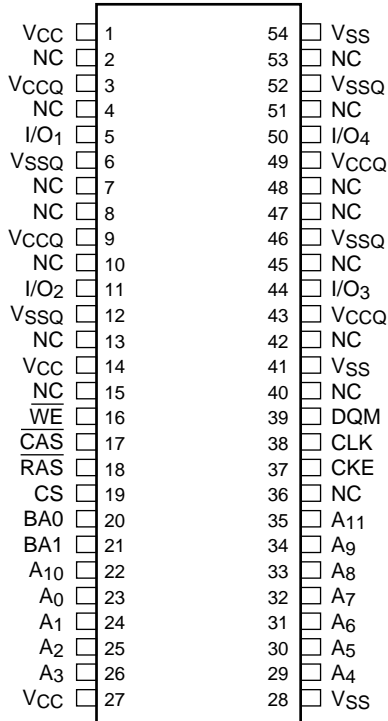 VCC 1 54 VSS
NC 2 53 NC
VCCQ 3 52 VSSQ
NC 4 51 NC
I/O1 5 50 I/O4
VSSQ 6 49 VCCQ
NC 7 48 NC
NC 8 47 NC
VCCQ 9 46 VSSQ
NC 10 45 NC
I/O2 11 44 I/O3
VSSQ 12 43 VCCQ
NC 13 42 NC
VCC 14 41 VSS
NC 15 40 NC
W̅E̅ 16 39 DQM
C̅A̅S̅ 17 38 CLK
R̅A̅S̅ 18 37 CKE
CS 19 36 NC
BA0 20 35 A11
BA1 21 34 A9
A10 22 33 A8
A0 23 32 A7
A1 24 31 A6
A2 25 30 A5
A3 26 29 A4
VCC 27 28 VSS